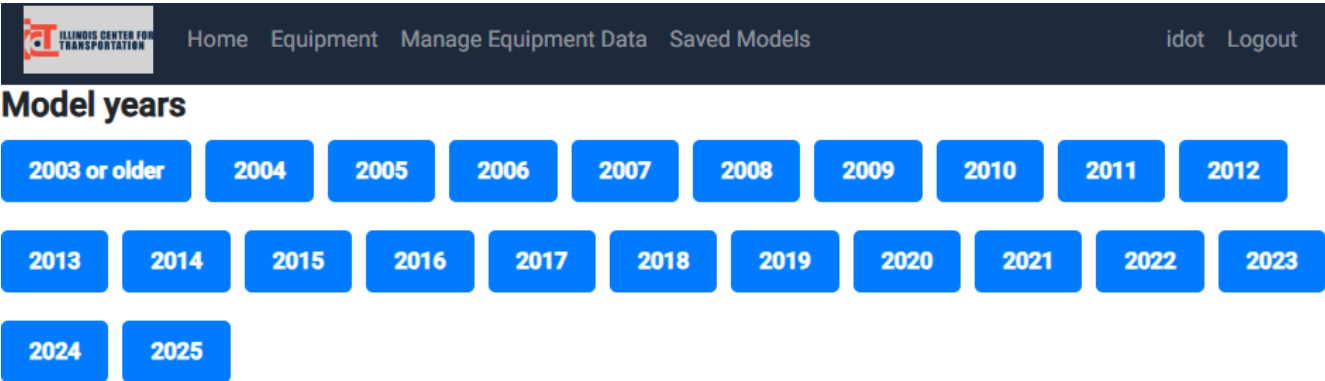 ILLINOIS CENTER FOR
TRANSPORTATION
Home Equipment Manage Equipment Data Saved Models idot Logout
Model years
2003 or older 2004 2005 2006 2007 2008 2009 2010 2011 2012
2013 2014 2015 2016 2017 2018 2019 2020 2021 2022 2023
2024 2025